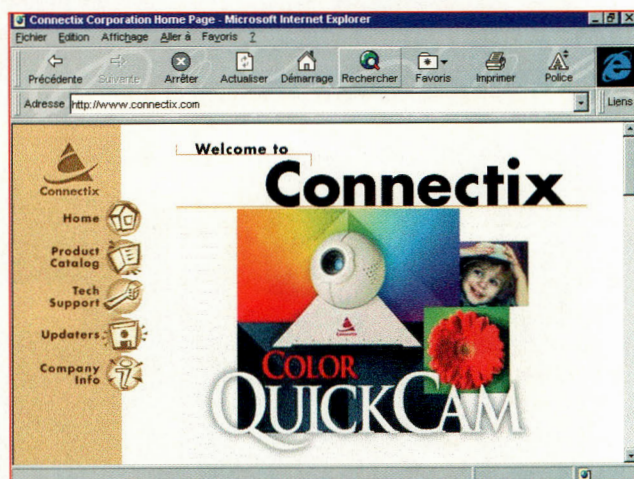 Connectix Corporation Home Page - Microsoft Internet Explorer
Fichier Edition Affichage Aller à Favoris ?
Précédente Suivante Arrêter Actualiser Démarrage Rechercher Favoris Imprimer Police
Adresse http://www.connectix.com Liens
Connectix
Home
Product
Catalog
Tech
Support
Updaters
Company
Info
Welcome to
Connectix
Connectix
COLOR
QUICKCAM